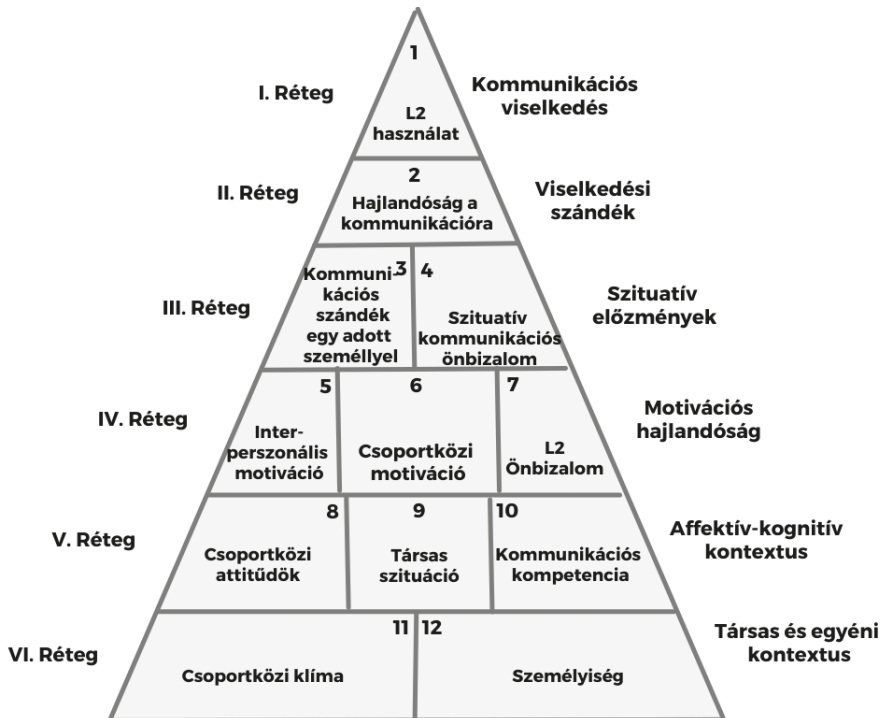 1
I. Réteg
Kommunikációs
viselkedés
L2
használat
2
II. Réteg
Hajlandóság a
kommunikációra
Viselkedési
szándék
3
4
III. Réteg
Kommuni-
kációs
szándék
egy adott
személlyel
Szituatív
kommunikációs
önbizalom
Szituatív
előzmények
5
6
7
IV. Réteg
Inter-
perszonális
motiváció
Csoportközi
motiváció
L2
Önbizalom
Motivációs
hajlandóság
8
9
10
V. Réteg
Csoportközi
attitűdök
Társas
szituáció
Kommunikációs
kompetencia
Affektív-kognitív
kontextus
11
12
VI. Réteg
Csoportközi klíma
Személyiség
Társas és egyéni
kontextus